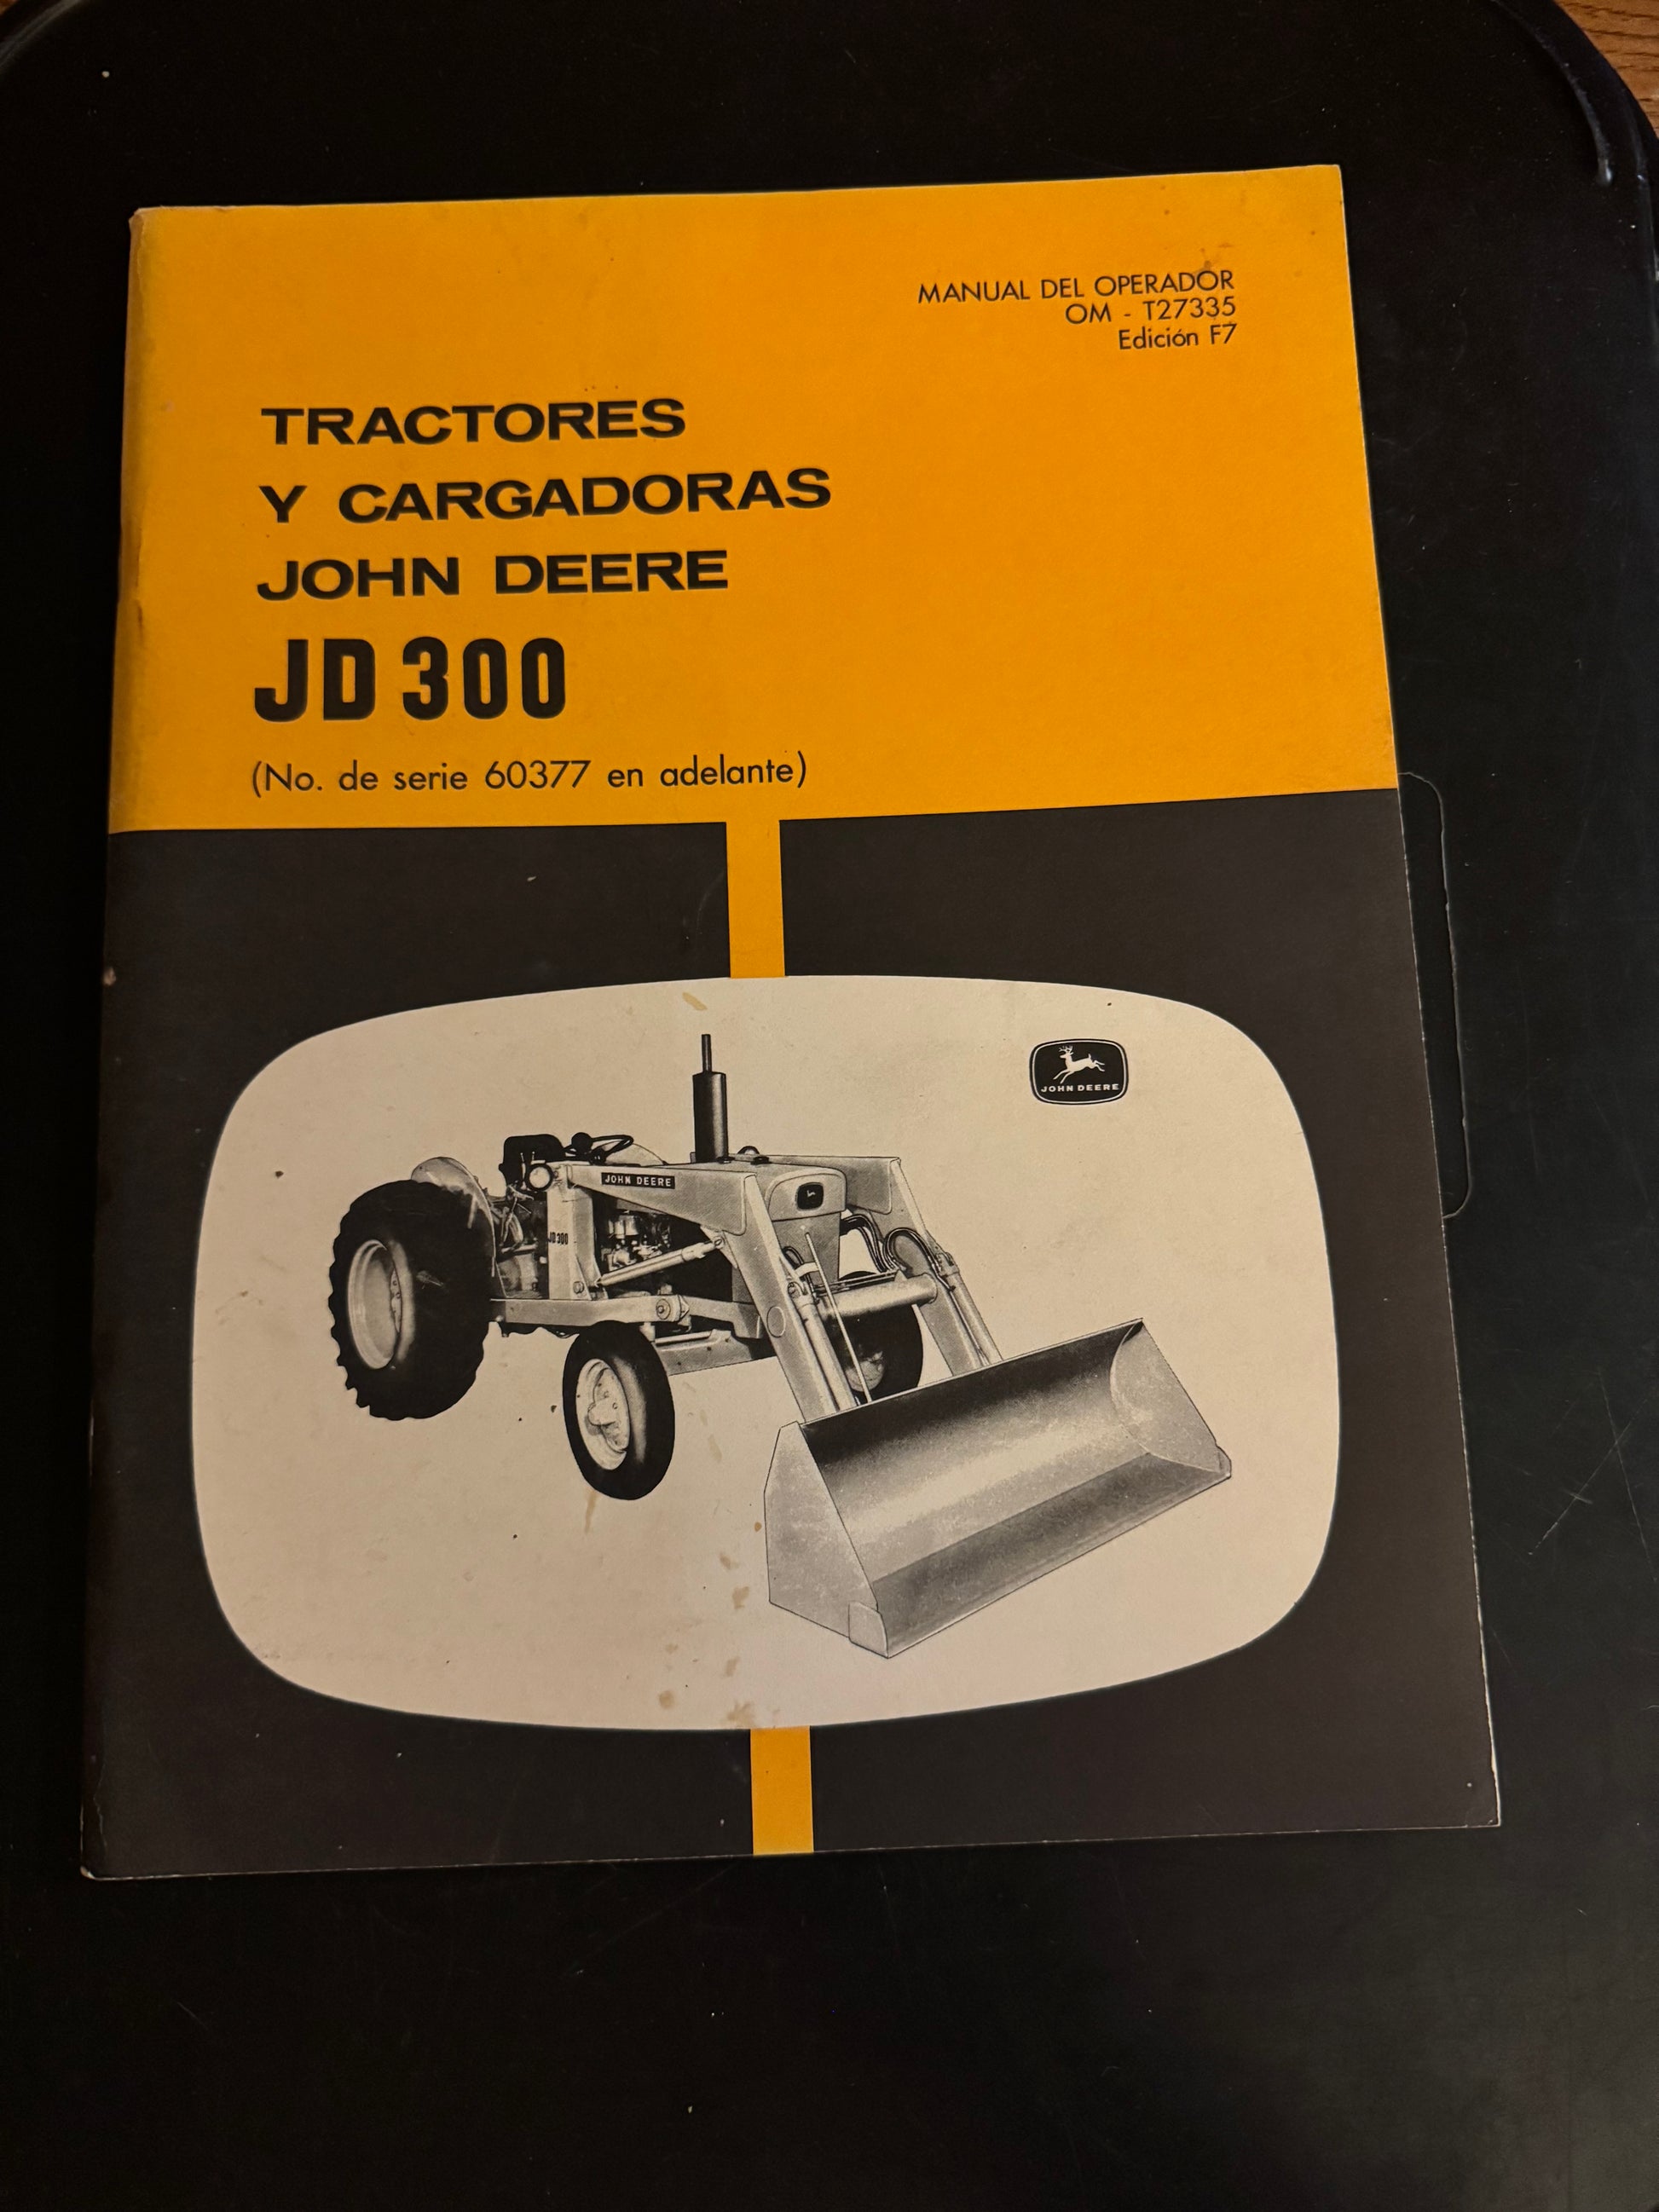 MANUAL DEL OPERADOR
OM - T27335
Edición F7
TRACTORES
Y CARGADORAS
JOHN DEERE
JD 300
(No. de serie 60377 en adelante)
JOHN DEERE
JOHN DEERE
JD 300